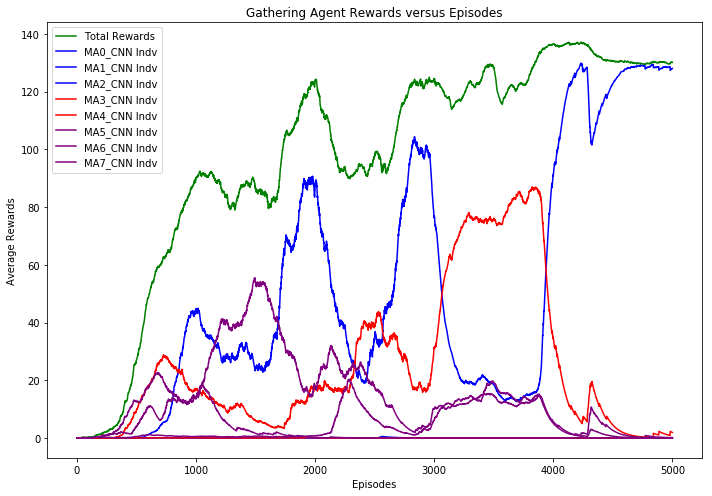 Gathering Agent Rewards versus Episodes
Total Rewards
MA0_CNN Indv
MA1_CNN Indv
MA2_CNN Indv
MA3_CNN Indv
MA4_CNN Indv
MA5_CNN Indv
MA6_CNN Indv
MA7_CNN Indv
140
120
100
80
60
40
20
0
Average Rewards
0 1000 2000 3000 4000 5000
Episodes